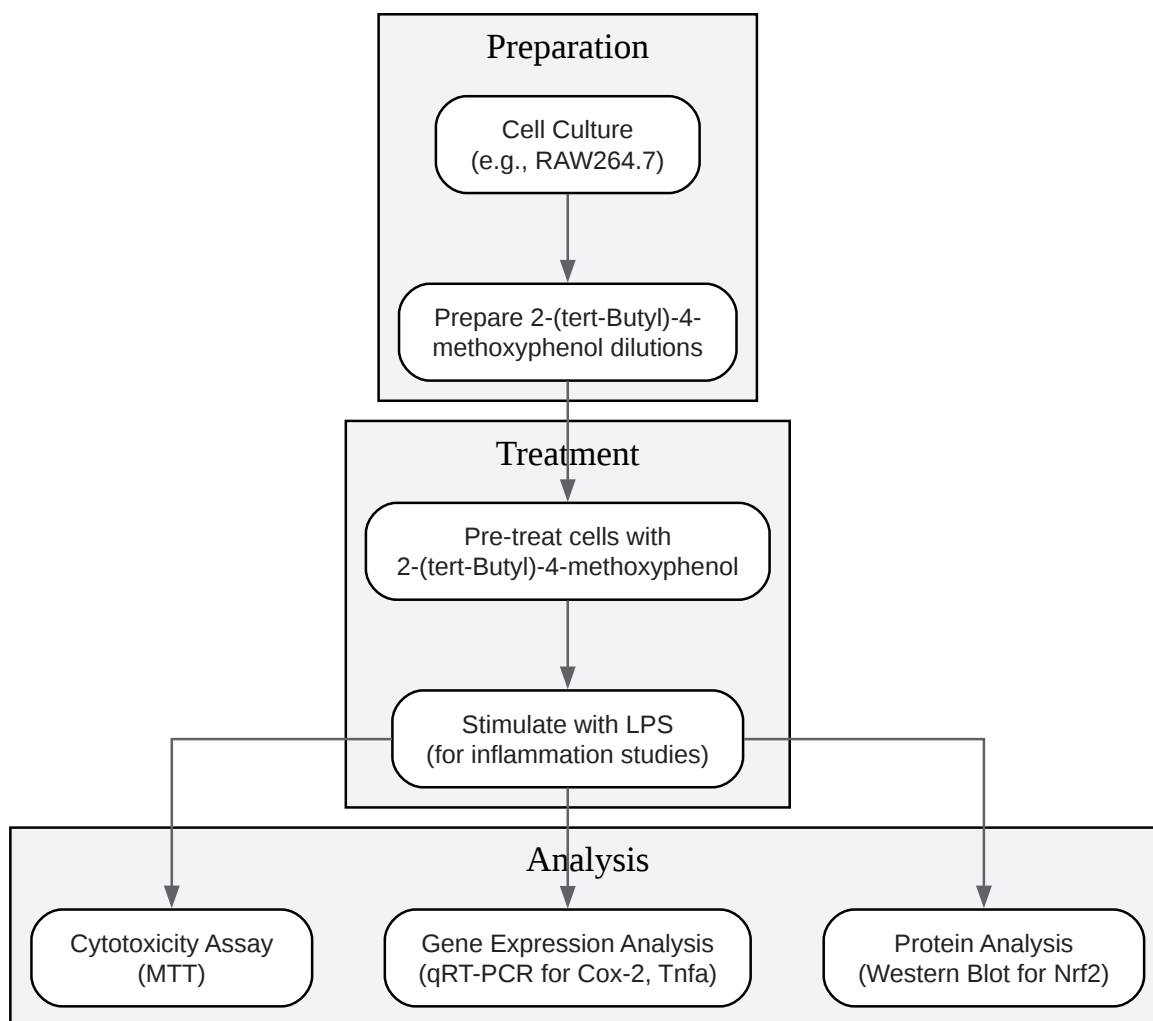 Preparation
Cell Culture
(e.g., RAW264.7)
Prepare 2-(tert-Butyl)-4-
methoxyphenol dilutions
Treatment
Pre-treat cells with
2-(tert-Butyl)-4-methoxyphenol
Stimulate with LPS
(for inflammation studies)
Analysis
Cytotoxicity Assay
(MTT)
Gene Expression Analysis
(qRT-PCR for Cox-2, Tnfa)
Protein Analysis
(Western Blot for Nrf2)